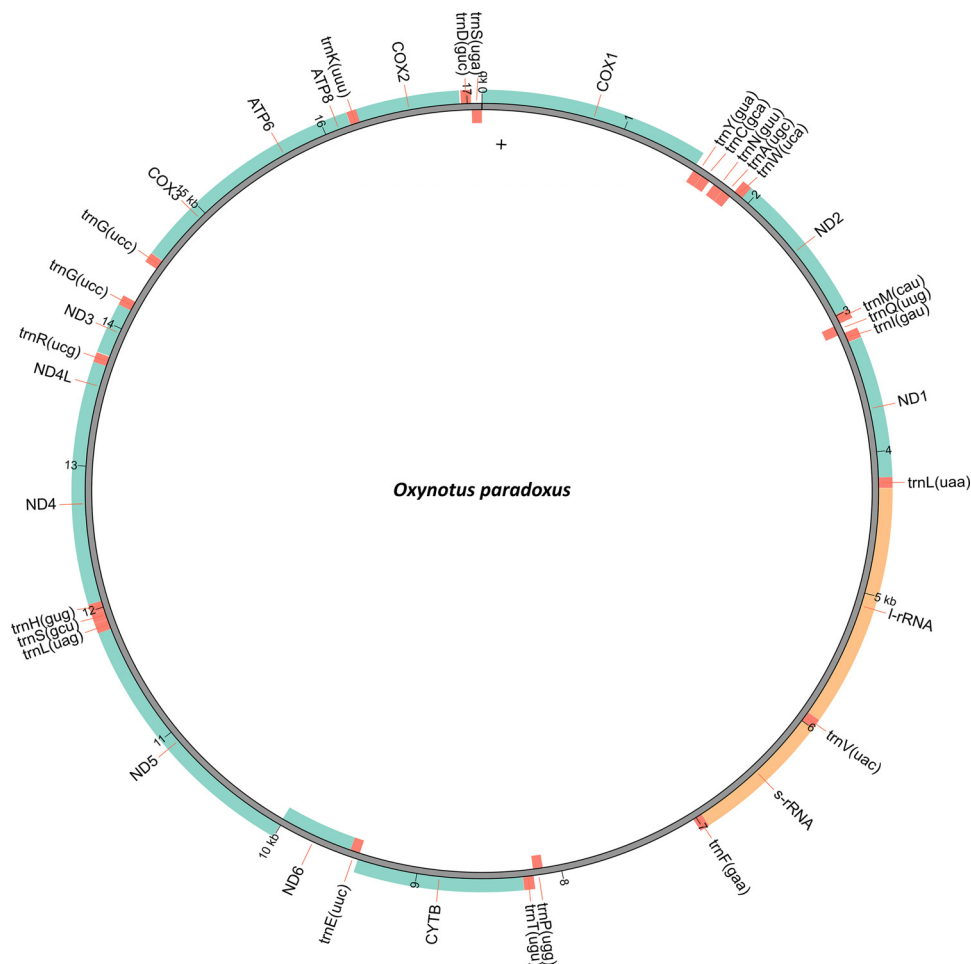 trnS(uga)
trnD(guc)
kb
0
17
+
COX1
1
trnY(gua)
trnC(gca)
trnN(guu)
trnA(ugc)
trnW(uca)
2
ND2
3
trnM(cau)
trnQ(uug)
trnI(gau)
ND1
4
trnL(uaa)
5 kb
l-rRNA
6
trnV(uac)
s-rRNA
7
trnF(gaa)
8
trnP(ugg)
trnT(ugu)
CYTB
9
trnE(uuc)
ND6
10 kb
ND5
11
trnL(uag)
trnS(gcu)
trnH(gug)
12
ND4
13
ND4L
trnR(ucg)
ND3
14
trnG(ucc)
trnG(ucc)
COX3
15 kb
ATP6
ATP8
16
trnK(uuu)
COX2
Oxynotus paradoxus